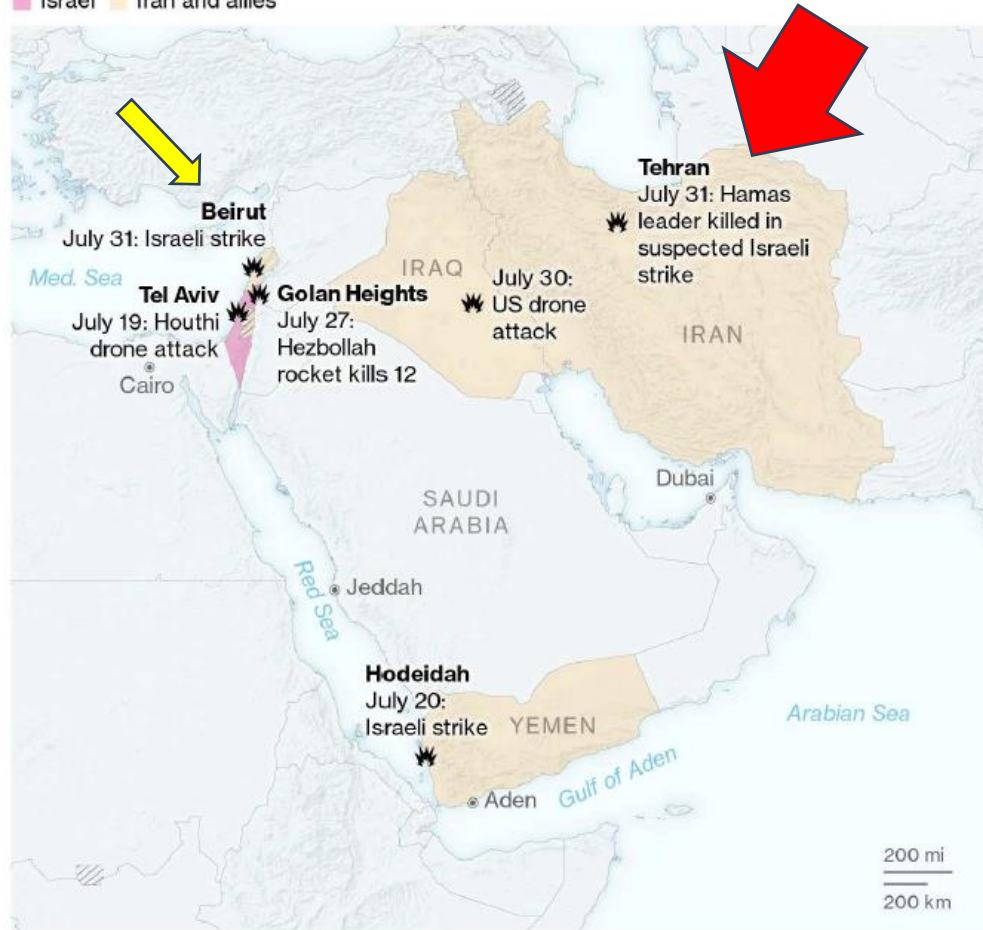 Israel Iran and allies
Tehran
July 31: Hamas
leader killed in
suspected Israeli
strike
Beirut
July 31: Israeli strike
Med. Sea
IRAQ
July 30:
US drone
attack
Tel Aviv
July 19: Houthi
drone attack
Golan Heights
July 27:
Hezbollah
rocket kills 12
IRAN
Cairo
Dubai
SAUDI
ARABIA
Red Sea
Jeddah
Hodeidah
July 20:
Israeli strike
YEMEN
Arabian Sea
Aden
Gulf of Aden
200 mi
200 km